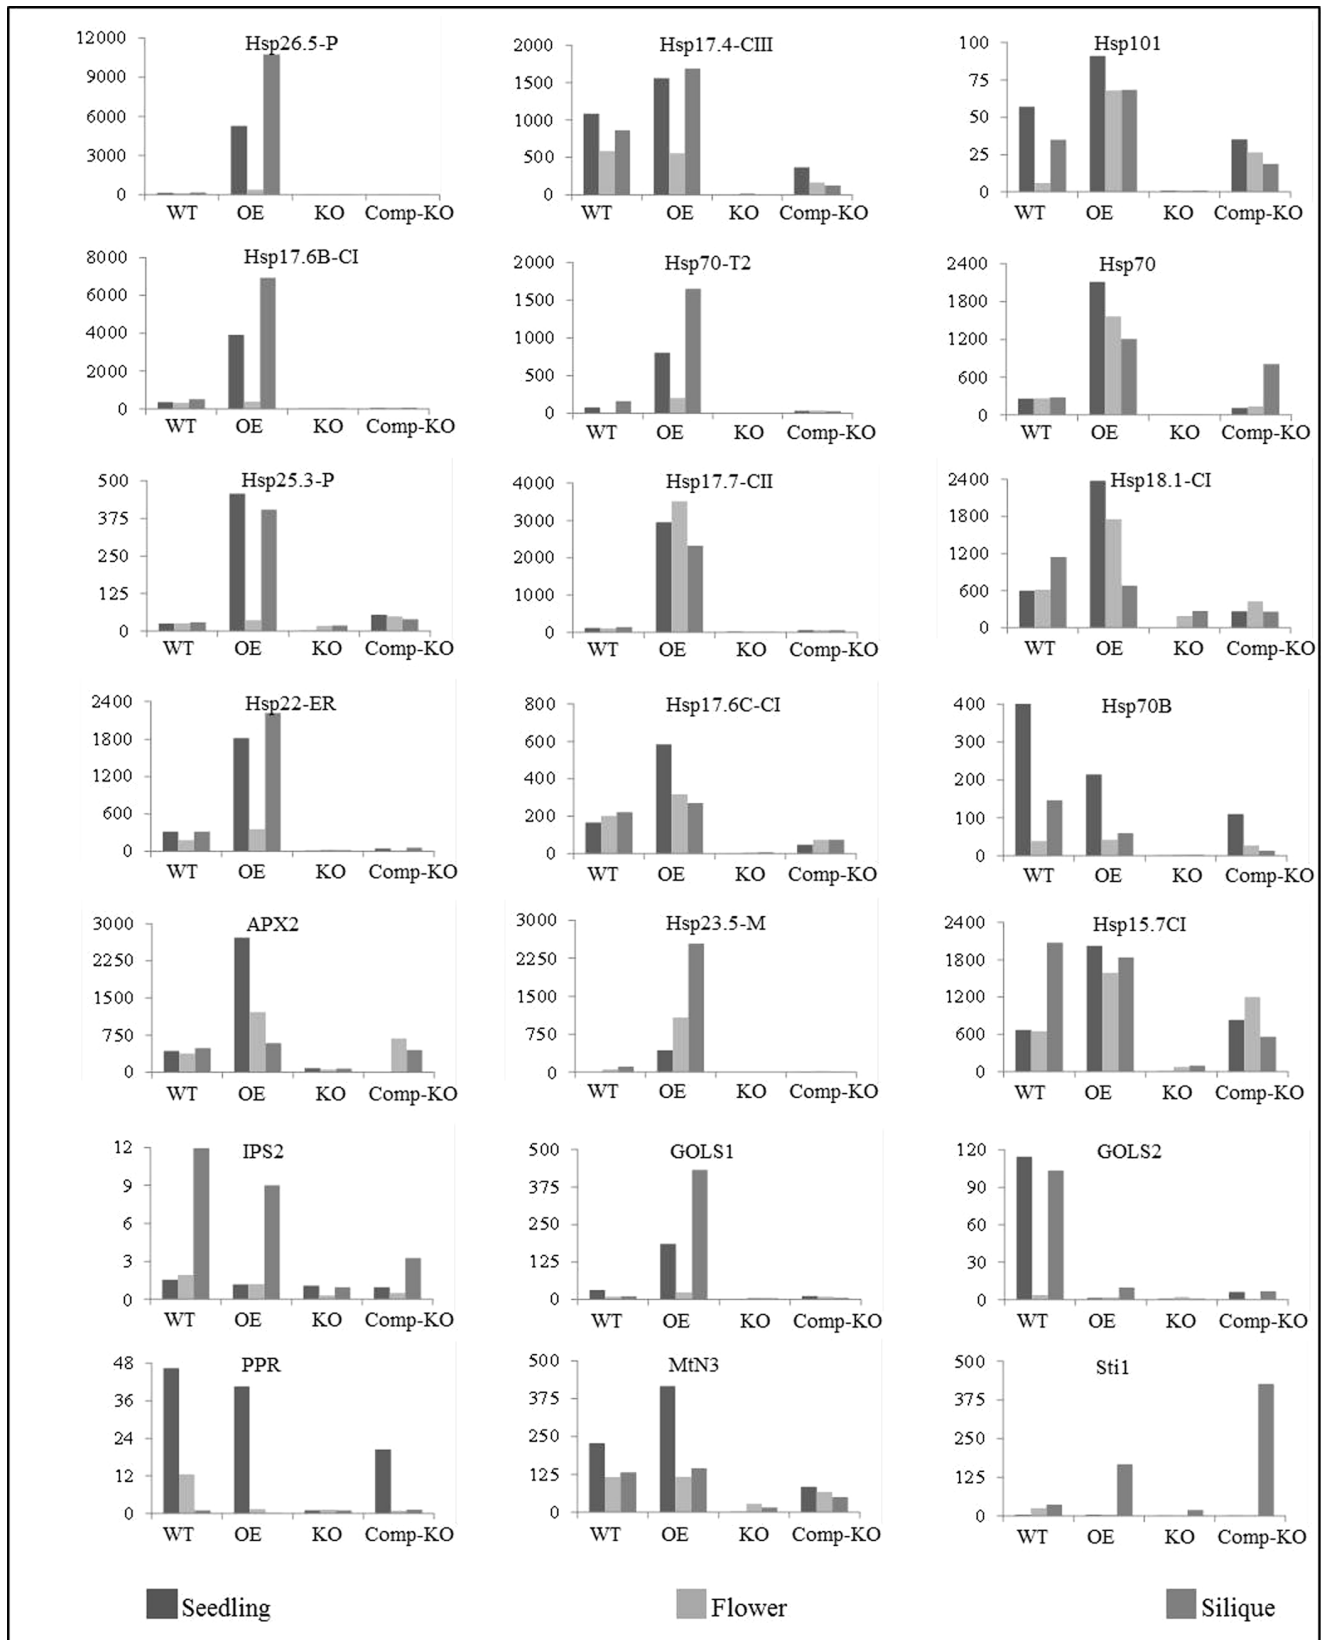 Hsp26.5-P
12000
9000
6000
3000
0
WT OE KO Comp-KO
Hsp17.4-CIII
2000
1500
1000
500
0
WT OE KO Comp-KO
Hsp101
100
75
50
25
0
WT OE KO Comp-KO
Hsp17.6B-CI
8000
6000
4000
2000
0
WT OE KO Comp-KO
Hsp70-T2
2000
1500
1000
500
0
WT OE KO Comp-KO
Hsp70
2400
1800
1200
600
0
WT OE KO Comp-KO
Hsp25.3-P
500
375
250
125
0
WT OE KO Comp-KO
Hsp17.7-CII
4000
3000
2000
1000
0
WT OE KO Comp-KO
Hsp18.1-CI
2400
1800
1200
600
0
WT OE KO Comp-KO
Hsp22-ER
2400
1800
1200
600
0
WT OE KO Comp-KO
Hsp17.6C-CI
800
600
400
200
0
WT OE KO Comp-KO
Hsp70B
400
300
200
100
0
WT OE KO Comp-KO
APX2
3000
2250
1500
750
0
WT OE KO Comp-KO
Hsp23.5-M
3000
2250
1500
750
0
WT OE KO Comp-KO
Hsp15.7CI
2400
1800
1200
600
0
WT OE KO Comp-KO
IPS2
12
9
6
3
0
WT OE KO Comp-KO
GOLS1
500
375
250
125
0
WT OE KO Comp-KO
GOLS2
120
90
60
30
0
WT OE KO Comp-KO
PPR
48
36
24
12
0
WT OE KO Comp-KO
MtN3
500
375
250
125
0
WT OE KO Comp-KO
Sti1
500
375
250
125
0
WT OE KO Comp-KO
Seedling Flower Silique